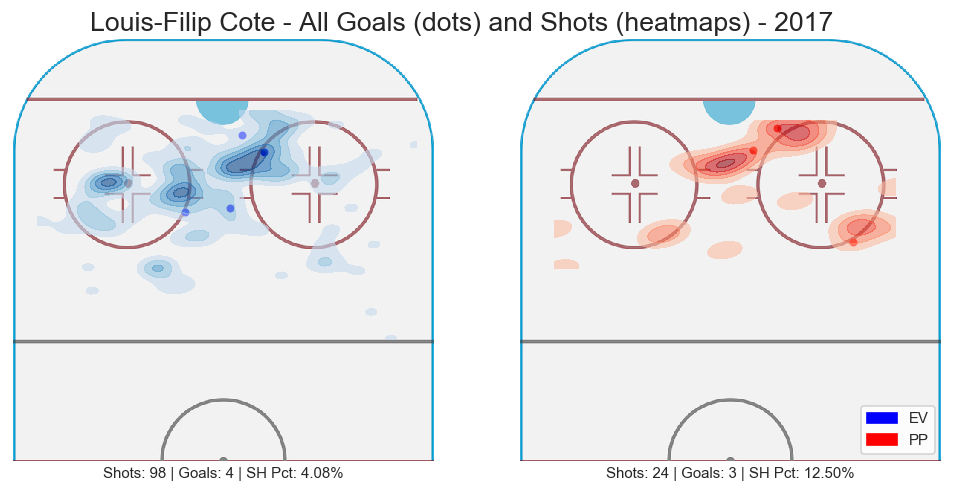 Louis-Filip Cote - All Goals (dots) and Shots (heatmaps) - 2017
EV
PP
Shots: 98 | Goals: 4 | SH Pct: 4.08%
Shots: 24 | Goals: 3 | SH Pct: 12.50%